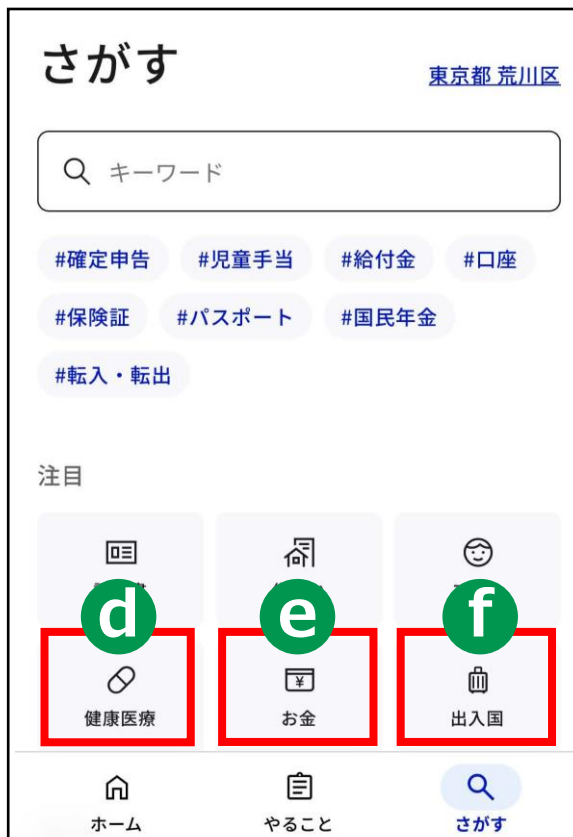 さがす
東京都 荒川区
キーワード
#確定申告 #児童手当 #給付金 #口座
#保険証 #パスポート #国民年金
#転入・転出
注目
d e f
健康医療 お金 出入国
ホーム やること さがす